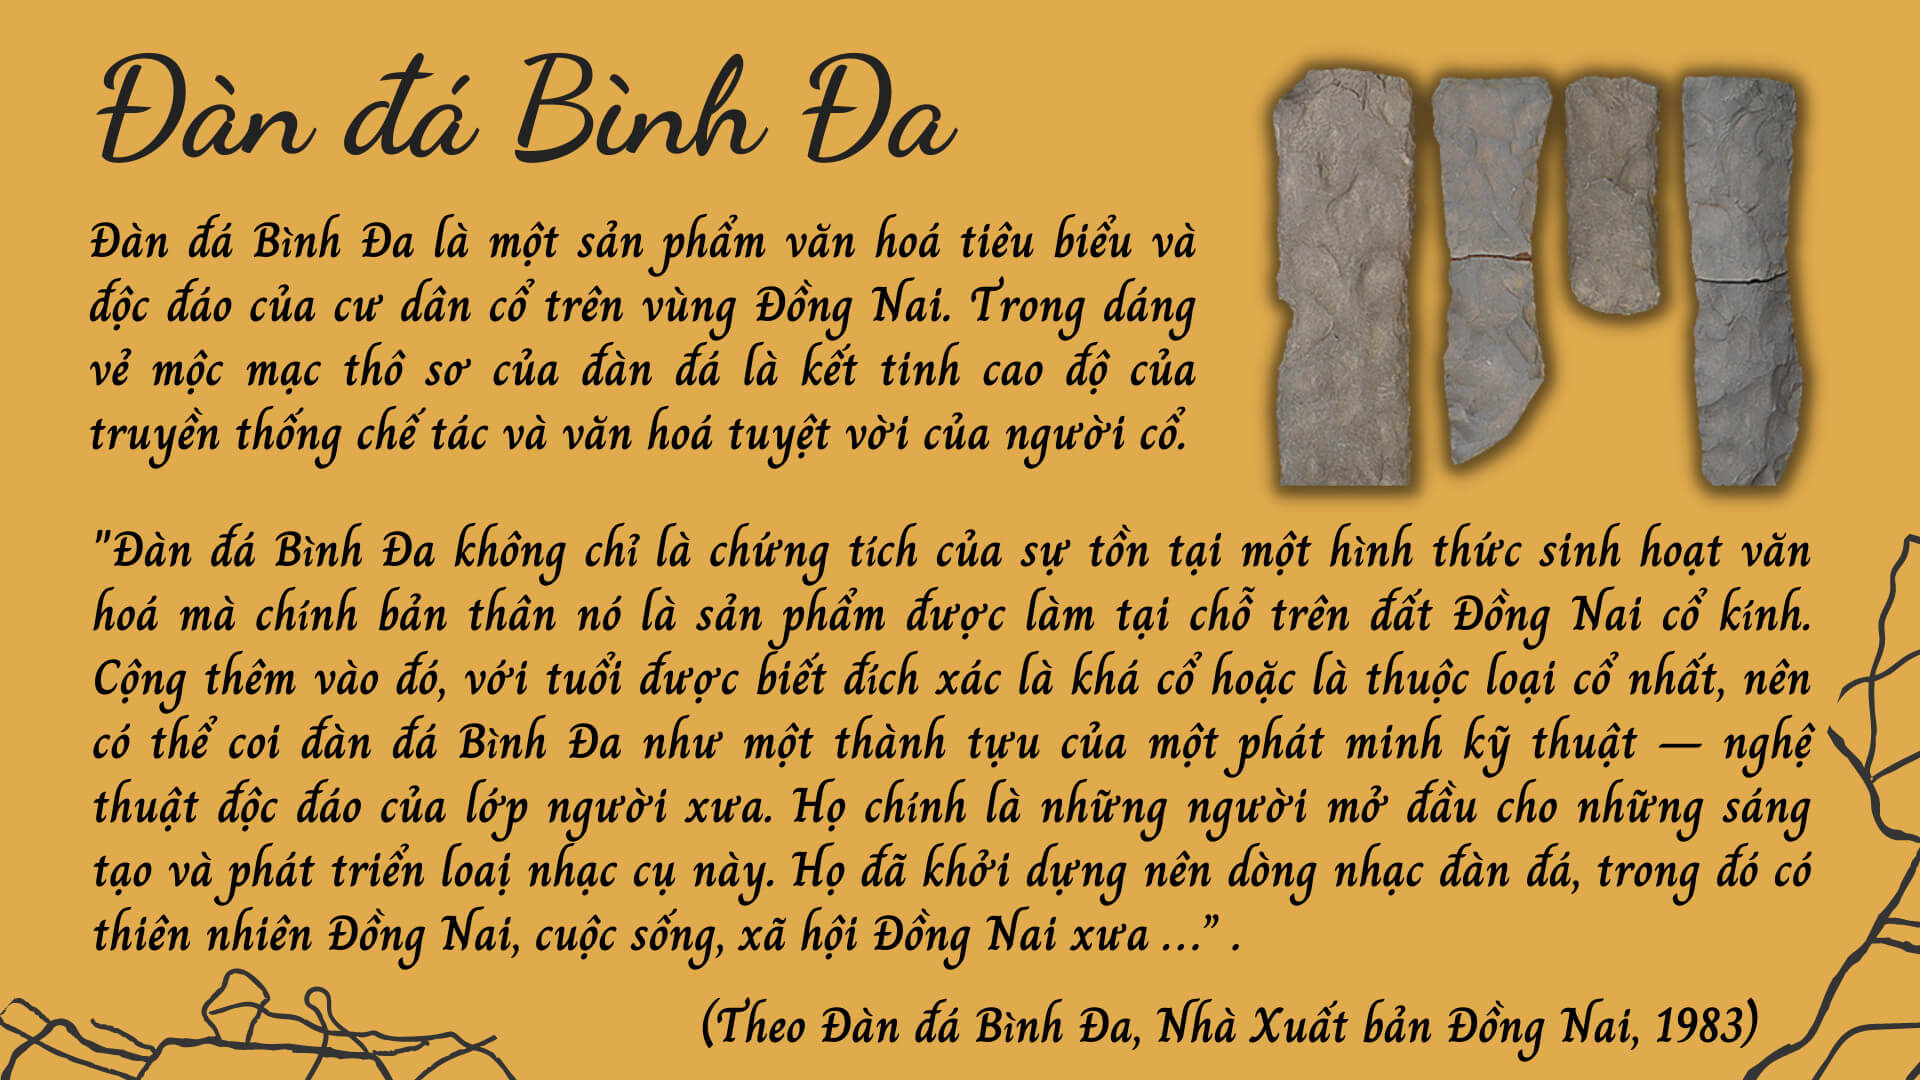 Đàn đá Bình Đa
Đàn đá Bình Đa là một sản phẩm văn hoá tiêu biểu và
độc đáo của cư dân cổ trên vùng Đồng Nai. Trong dáng
vẻ mộc mạc thô sơ của đàn đá là kết tinh cao độ của
truyền thống chế tác và văn hoá tuyệt vời của người cổ.
"Đàn đá Bình Đa không chỉ là chứng tích của sự tồn tại một hình thức sinh hoạt văn
hoá mà chính bản thân nó là sản phẩm được làm tại chỗ trên đất Đồng Nai cổ kính.
Cộng thêm vào đó, với tuổi được biết đích xác là khá cổ hoặc là thuộc loại cổ nhất, nên
có thể coi đàn đá Bình Đa như một thành tựu của một phát minh kỹ thuật — nghệ
thuật độc đáo của lớp người xưa. Họ chính là những người mở đầu cho những sáng
tạo và phát triển loaị nhạc cụ này. Họ đã khởi dựng nên dòng nhạc đàn đá, trong đó có
thiên nhiên Đồng Nai, cuộc sống, xã hội Đồng Nai xưa ...” .
(Theo Đàn đá Bình Đa, Nhà Xuất bản Đồng Nai, 1983)